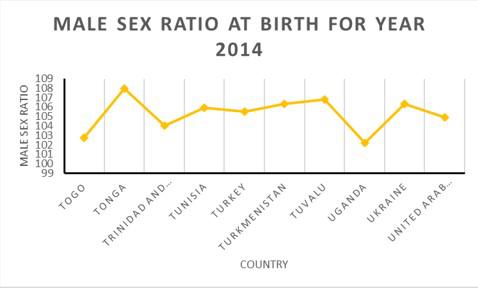 MALE SEX RATIO AT BIRTH FOR YEAR
2014
MALE SEX RATIO
109
108
107
106
105
104
103
102
101
100
99
TOGO
TONGA
TRINIDAD AND...
TUNISIA
TURKEY
TURKMENISTAN
TUVALU
UGANDA
UKRAINE
UNITED ARAB...
COUNTRY